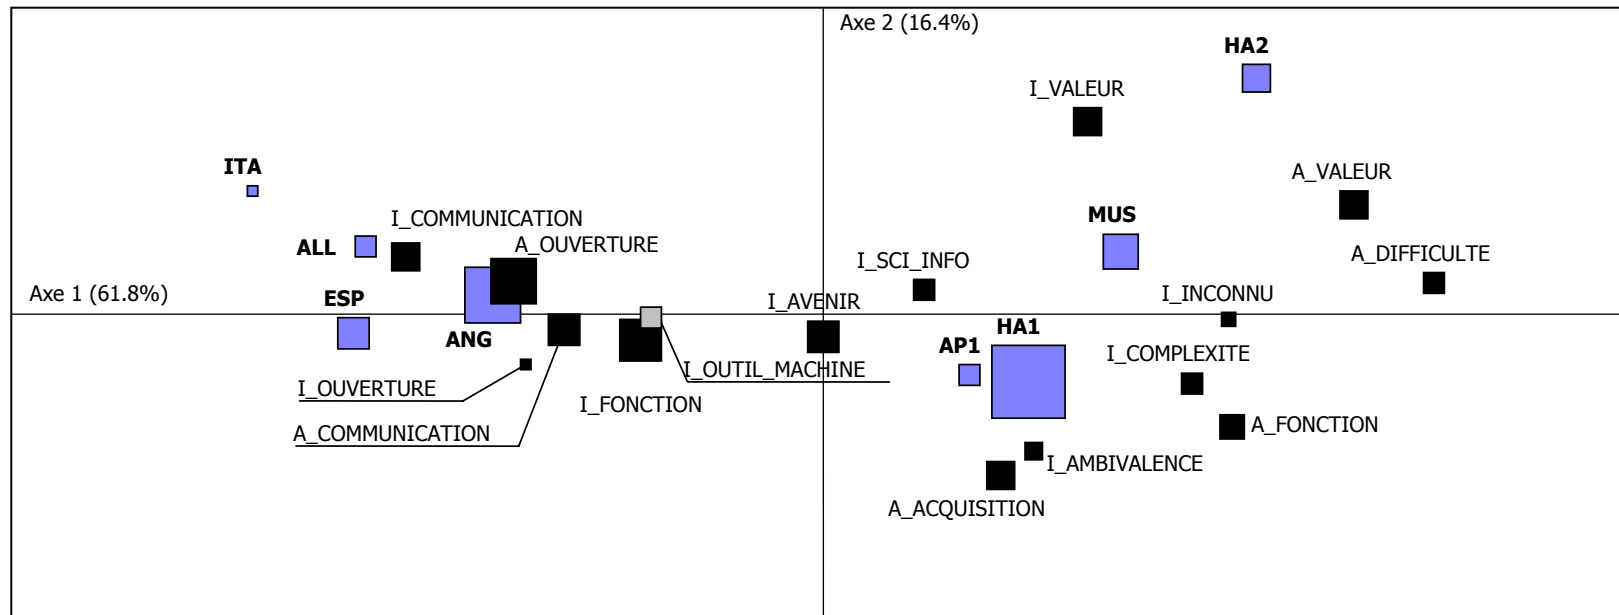 Axe 2 (16.4%)
HA2
I_VALEUR
ITA
A_VALEUR
I_COMMUNICATION
MUS
ALL
A_OUVERTURE
A_DIFFICULTE
I_SCI_INFO
Axe 1 (61.8%)
ESP
I_AVENIR
I_INCONNU
ANG
HA1
AP1
I_COMPLEXITE
I_OUTIL_MACHINE
I_OUVERTURE
I_FONCTION
A_COMMUNICATION
A_FONCTION
I_AMBIVALENCE
A_ACQUISITION